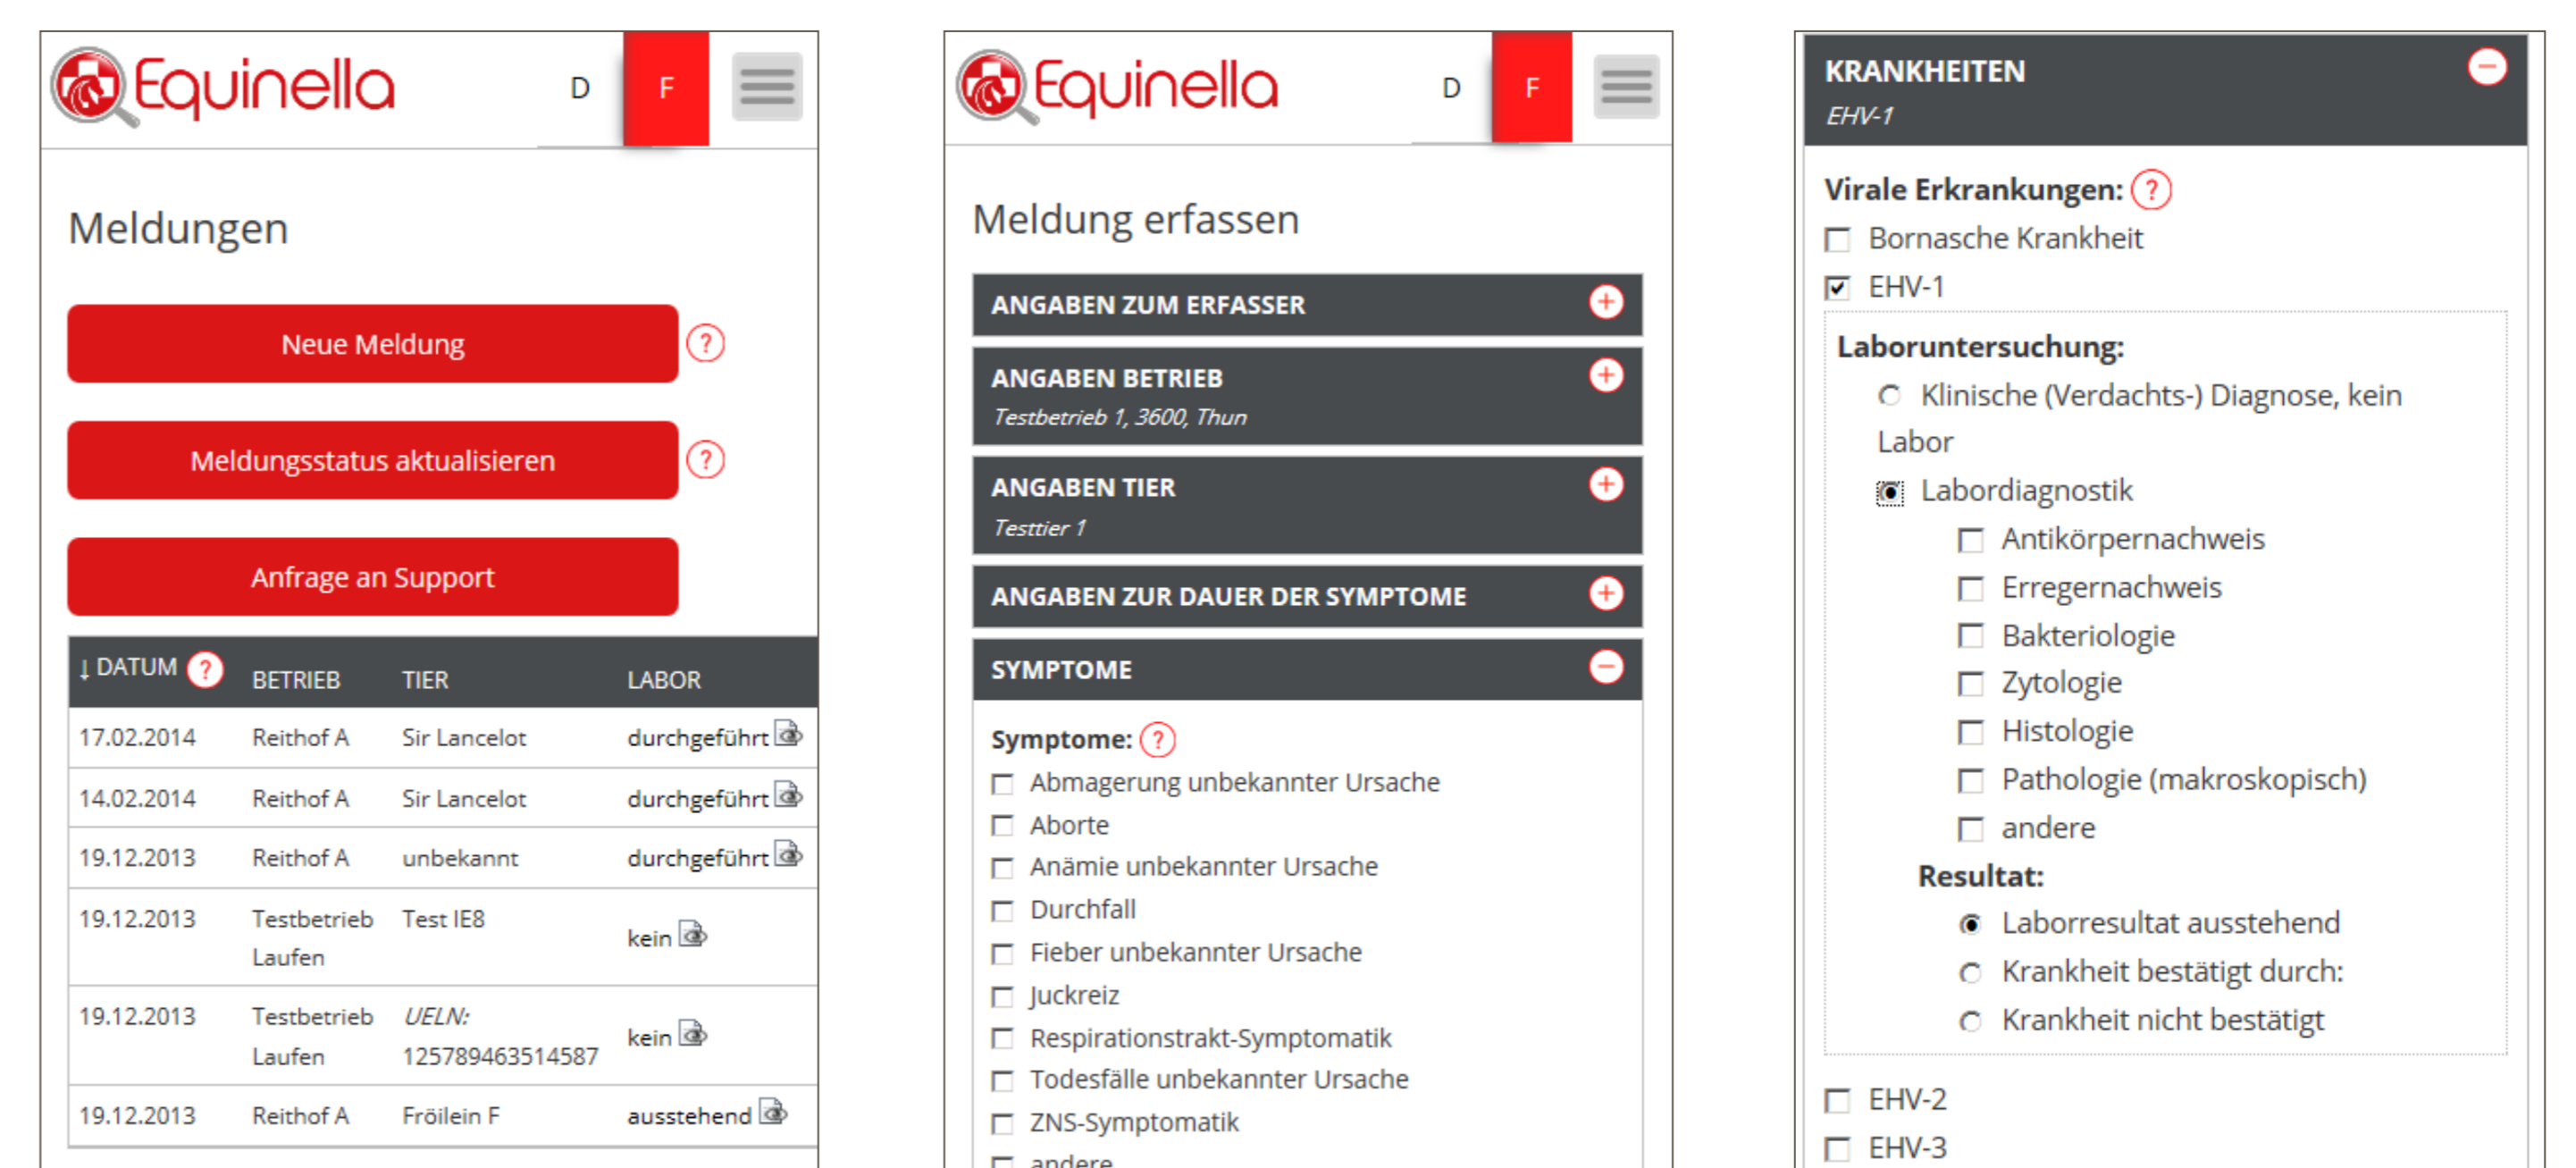 Equinella
D
F
Meldungen
Neue Meldung
?
Meldungsstatus aktualisieren
?
Anfrage an Support
↓ DATUM ? BETRIEB TIER LABOR
17.02.2014 Reithof A Sir Lancelot durchgeführt
14.02.2014 Reithof A Sir Lancelot durchgeführt
19.12.2013 Reithof A unbekannt durchgeführt
19.12.2013 Testbetrieb Test IE8 kein
Laufen
19.12.2013 Testbetrieb UELN: kein
Laufen 125789463514587
19.12.2013 Reithof A Fröilein F ausstehend
Equinella
D
F
Meldung erfassen
ANGABEN ZUM ERFASSER
ANGABEN BETRIEB
Testbetrieb 1, 3600, Thun
ANGABEN TIER
Testtier 1
ANGABEN ZUR DAUER DER SYMPTOME
SYMPTOME
Symptome: ?
Abmagerung unbekannter Ursache
Aborte
Anämie unbekannter Ursache
Durchfall
Fieber unbekannter Ursache
Juckreiz
Respirationstrakt-Symptomatik
Todesfälle unbekannter Ursache
ZNS-Symptomatik
andere
KRANKHEITEN
EHV-1
Virale Erkrankungen: ?
Bornasche Krankheit
EHV-1
Laboruntersuchung:
Klinische (Verdachts-) Diagnose, kein
Labor
Labordiagnostik
Antikörpernachweis
Erregernachweis
Bakteriologie
Zytologie
Histologie
Pathologie (makroskopisch)
andere
Resultat:
Laborresultat ausstehend
Krankheit bestätigt durch:
Krankheit nicht bestätigt
EHV-2
EHV-3